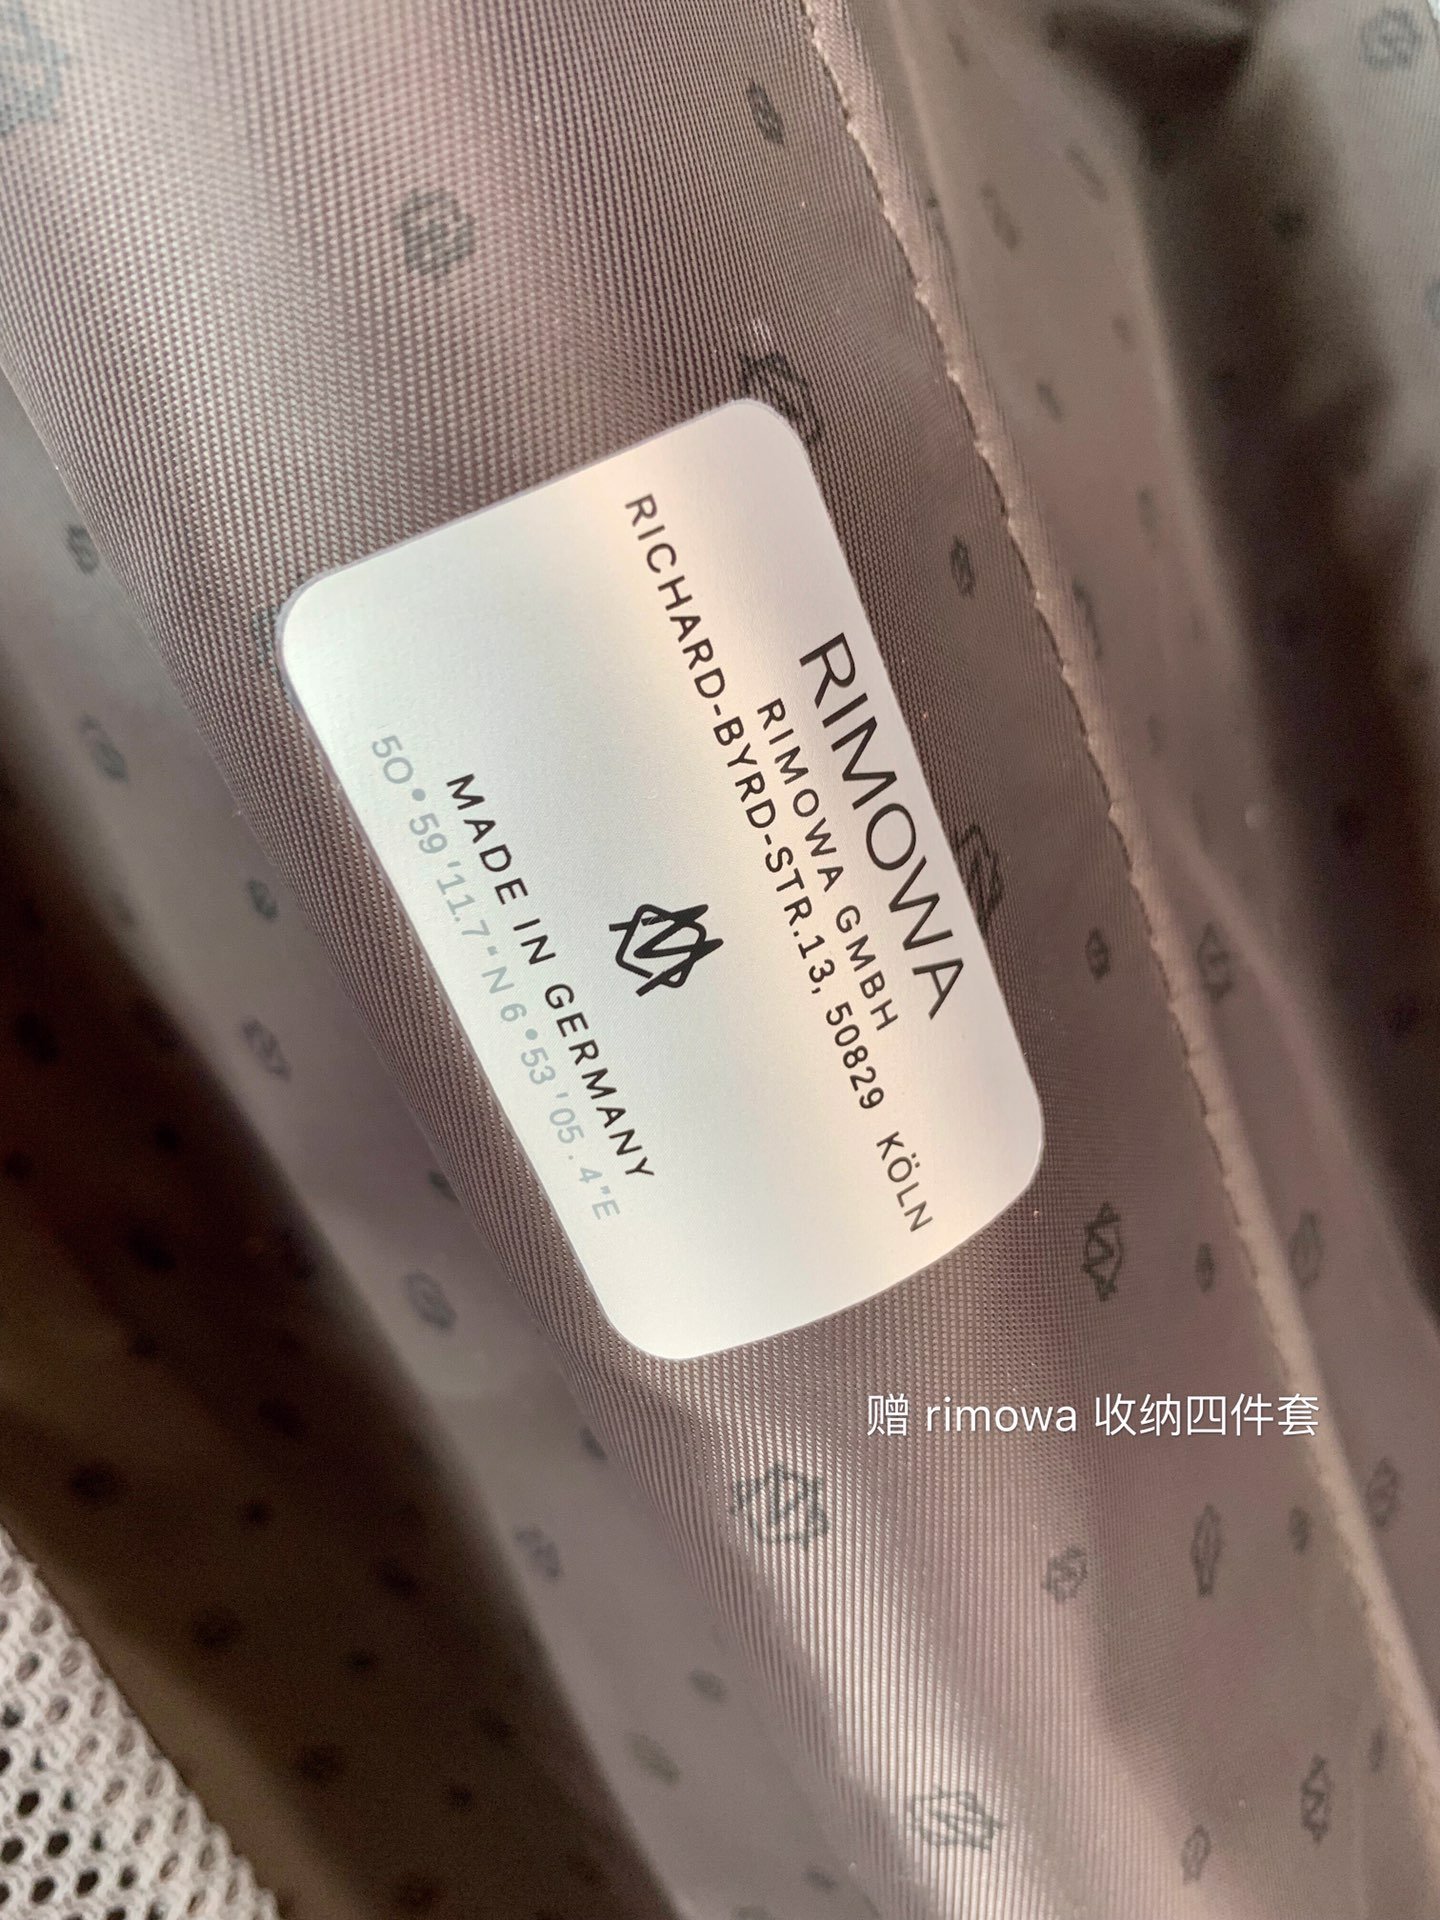 RIMOWA
RIMOWA GMBH
RICHARD-BYRD-STR.13, 50829 KÖLN
MADE IN GERMANY
50°59'11.7"N 6°53'05.4"E
赠 rimowa 收纳四件套